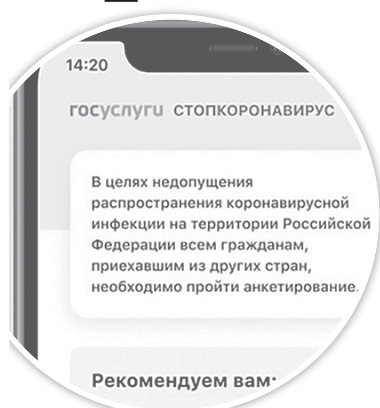 14:20
госуслуги СТОПКОРОНАВИРУС
В целях недопущения
распространения коронавирусной
инфекции на территории Российской
Федерации всем гражданам,
приехавшим из других стран,
необходимо пройти анкетирование.
Рекомендуем вам: